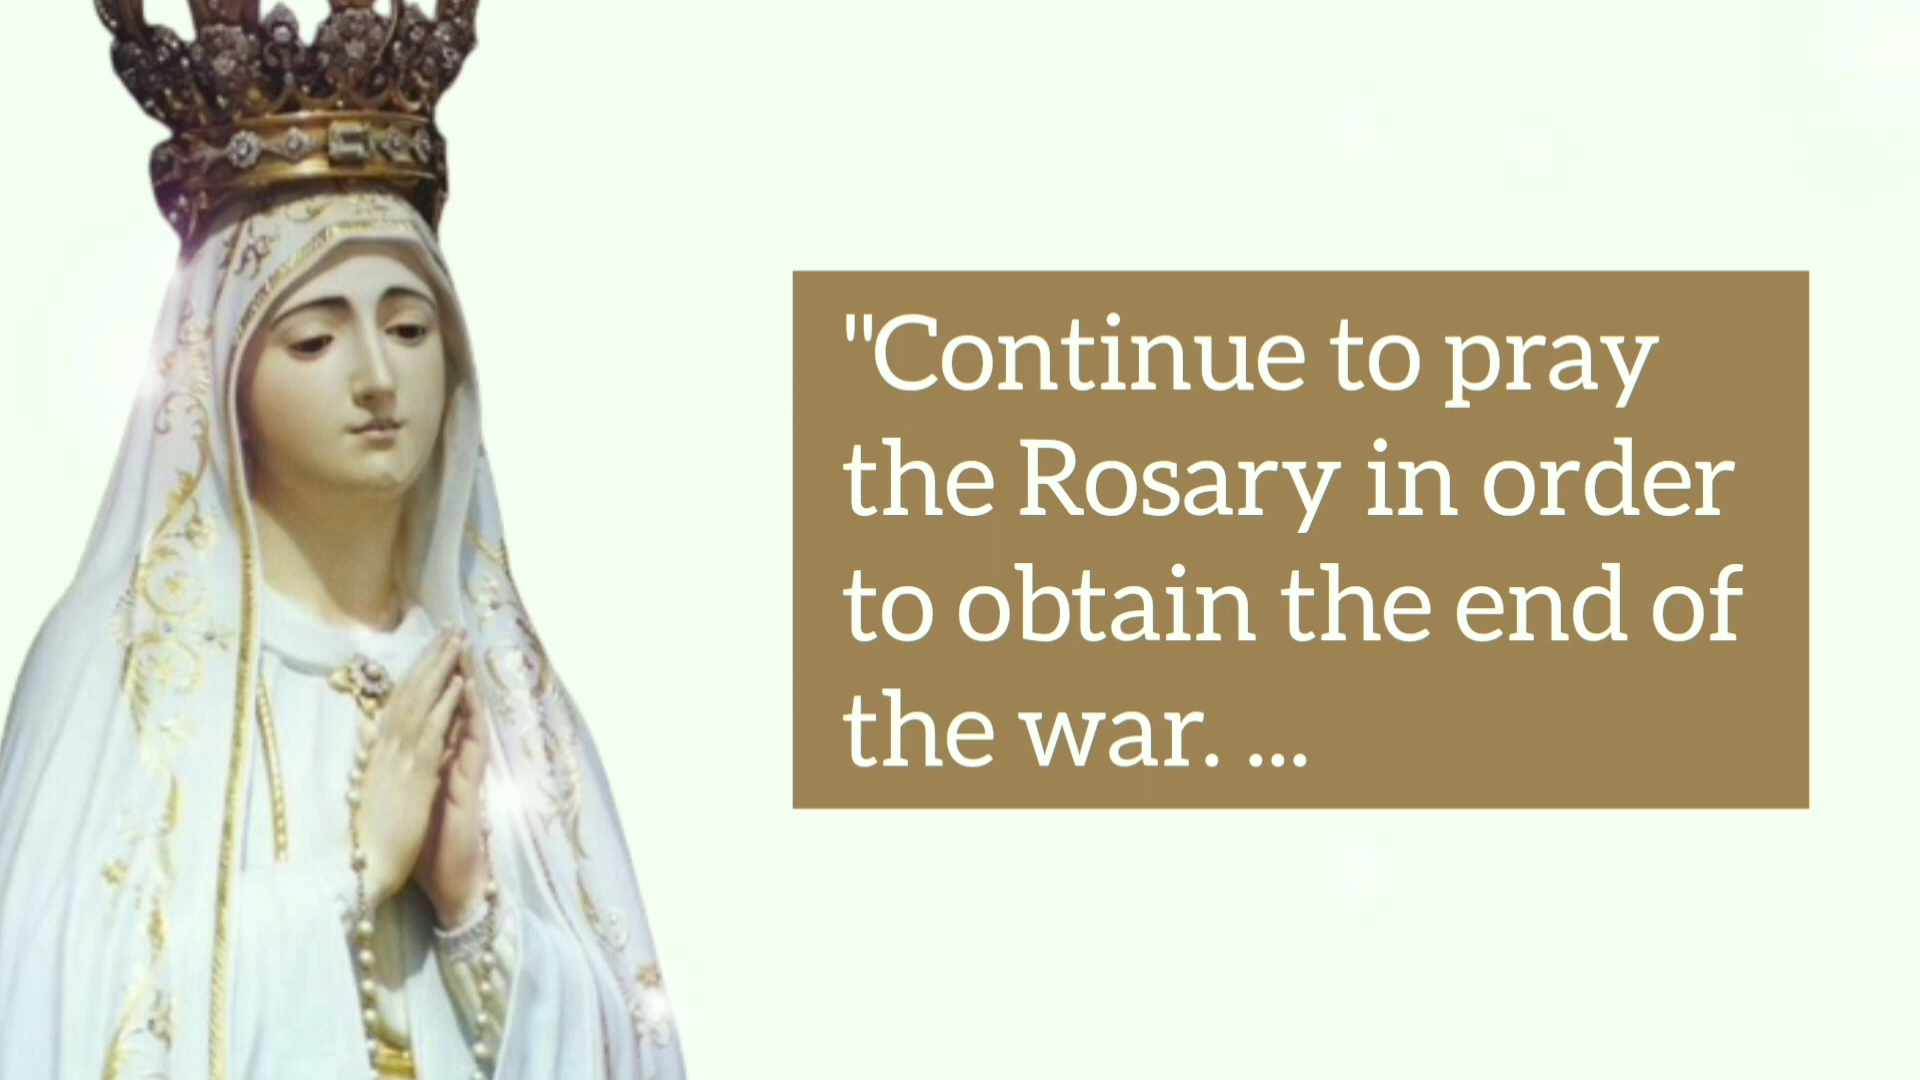 "Continue to pray
the Rosary in order
to obtain the end of
the war. ...